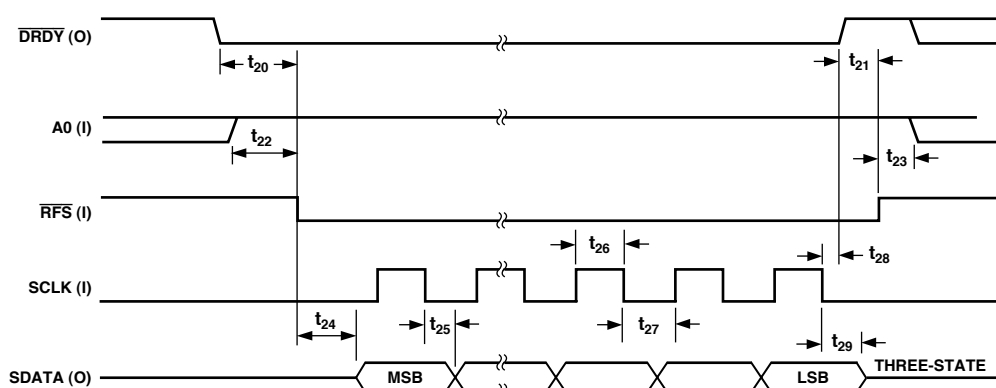 DRDY (O)
t20
t21
A0 (I)
t22
t23
RFS (I)
t26
t28
SCLK (I)
t24
t25
t27
t29
SDATA (O)
MSB
LSB
THREE-STATE